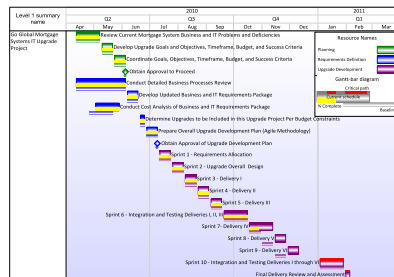 Level 1 summary
name
2010
2011
Q2
Q3
Q4
Q1
Apr May Jun Jul Aug Sep Oct Nov Dec Jan Feb Mar
Go Global Mortgage
Systems IT Upgrade
Project
Review Current Mortgage System Business and IT Problems and Deficiencies
Develop Upgrade Goals and Objectives, Timeframe, Budget, and Success Criteria
Coordinate Goals, Objectives, Timeframe, Budget, and Success Criteria
Obtain Approval to Proceed
Conduct Detailed Business Processes Review
Develop Updated Business and IT Requirements Package
Conduct Cost Analysis of Business and IT Requirements Package
Determine Upgrades to be Included in this Upgrade Project Per Budget Constraints
Prepare Overall Upgrade Development Plan (Agile Methodology)
Obtain Approval of Upgrade Development Plan
Sprint 1 - Requirements Allocation
Sprint 2 - Upgrade Overall Design
Sprint 3 - Delivery I
Sprint 4 - Delivery II
Sprint 5 - Delivery III
Sprint 6 - Integration and Testing Deliveries I, II, III
Sprint 7- Delivery IV
Sprint 8 - Delivery V
Sprint 9 - Delivery VI
Sprint 10 - Integration and Testing Deliveries I through VI
Final Delivery Review and Assessment
Resource Names
Planning
Requirements Definition
Upgrade Development
Gantt-bar diagram
Critical path
Current schedule
% Complete
Baseline